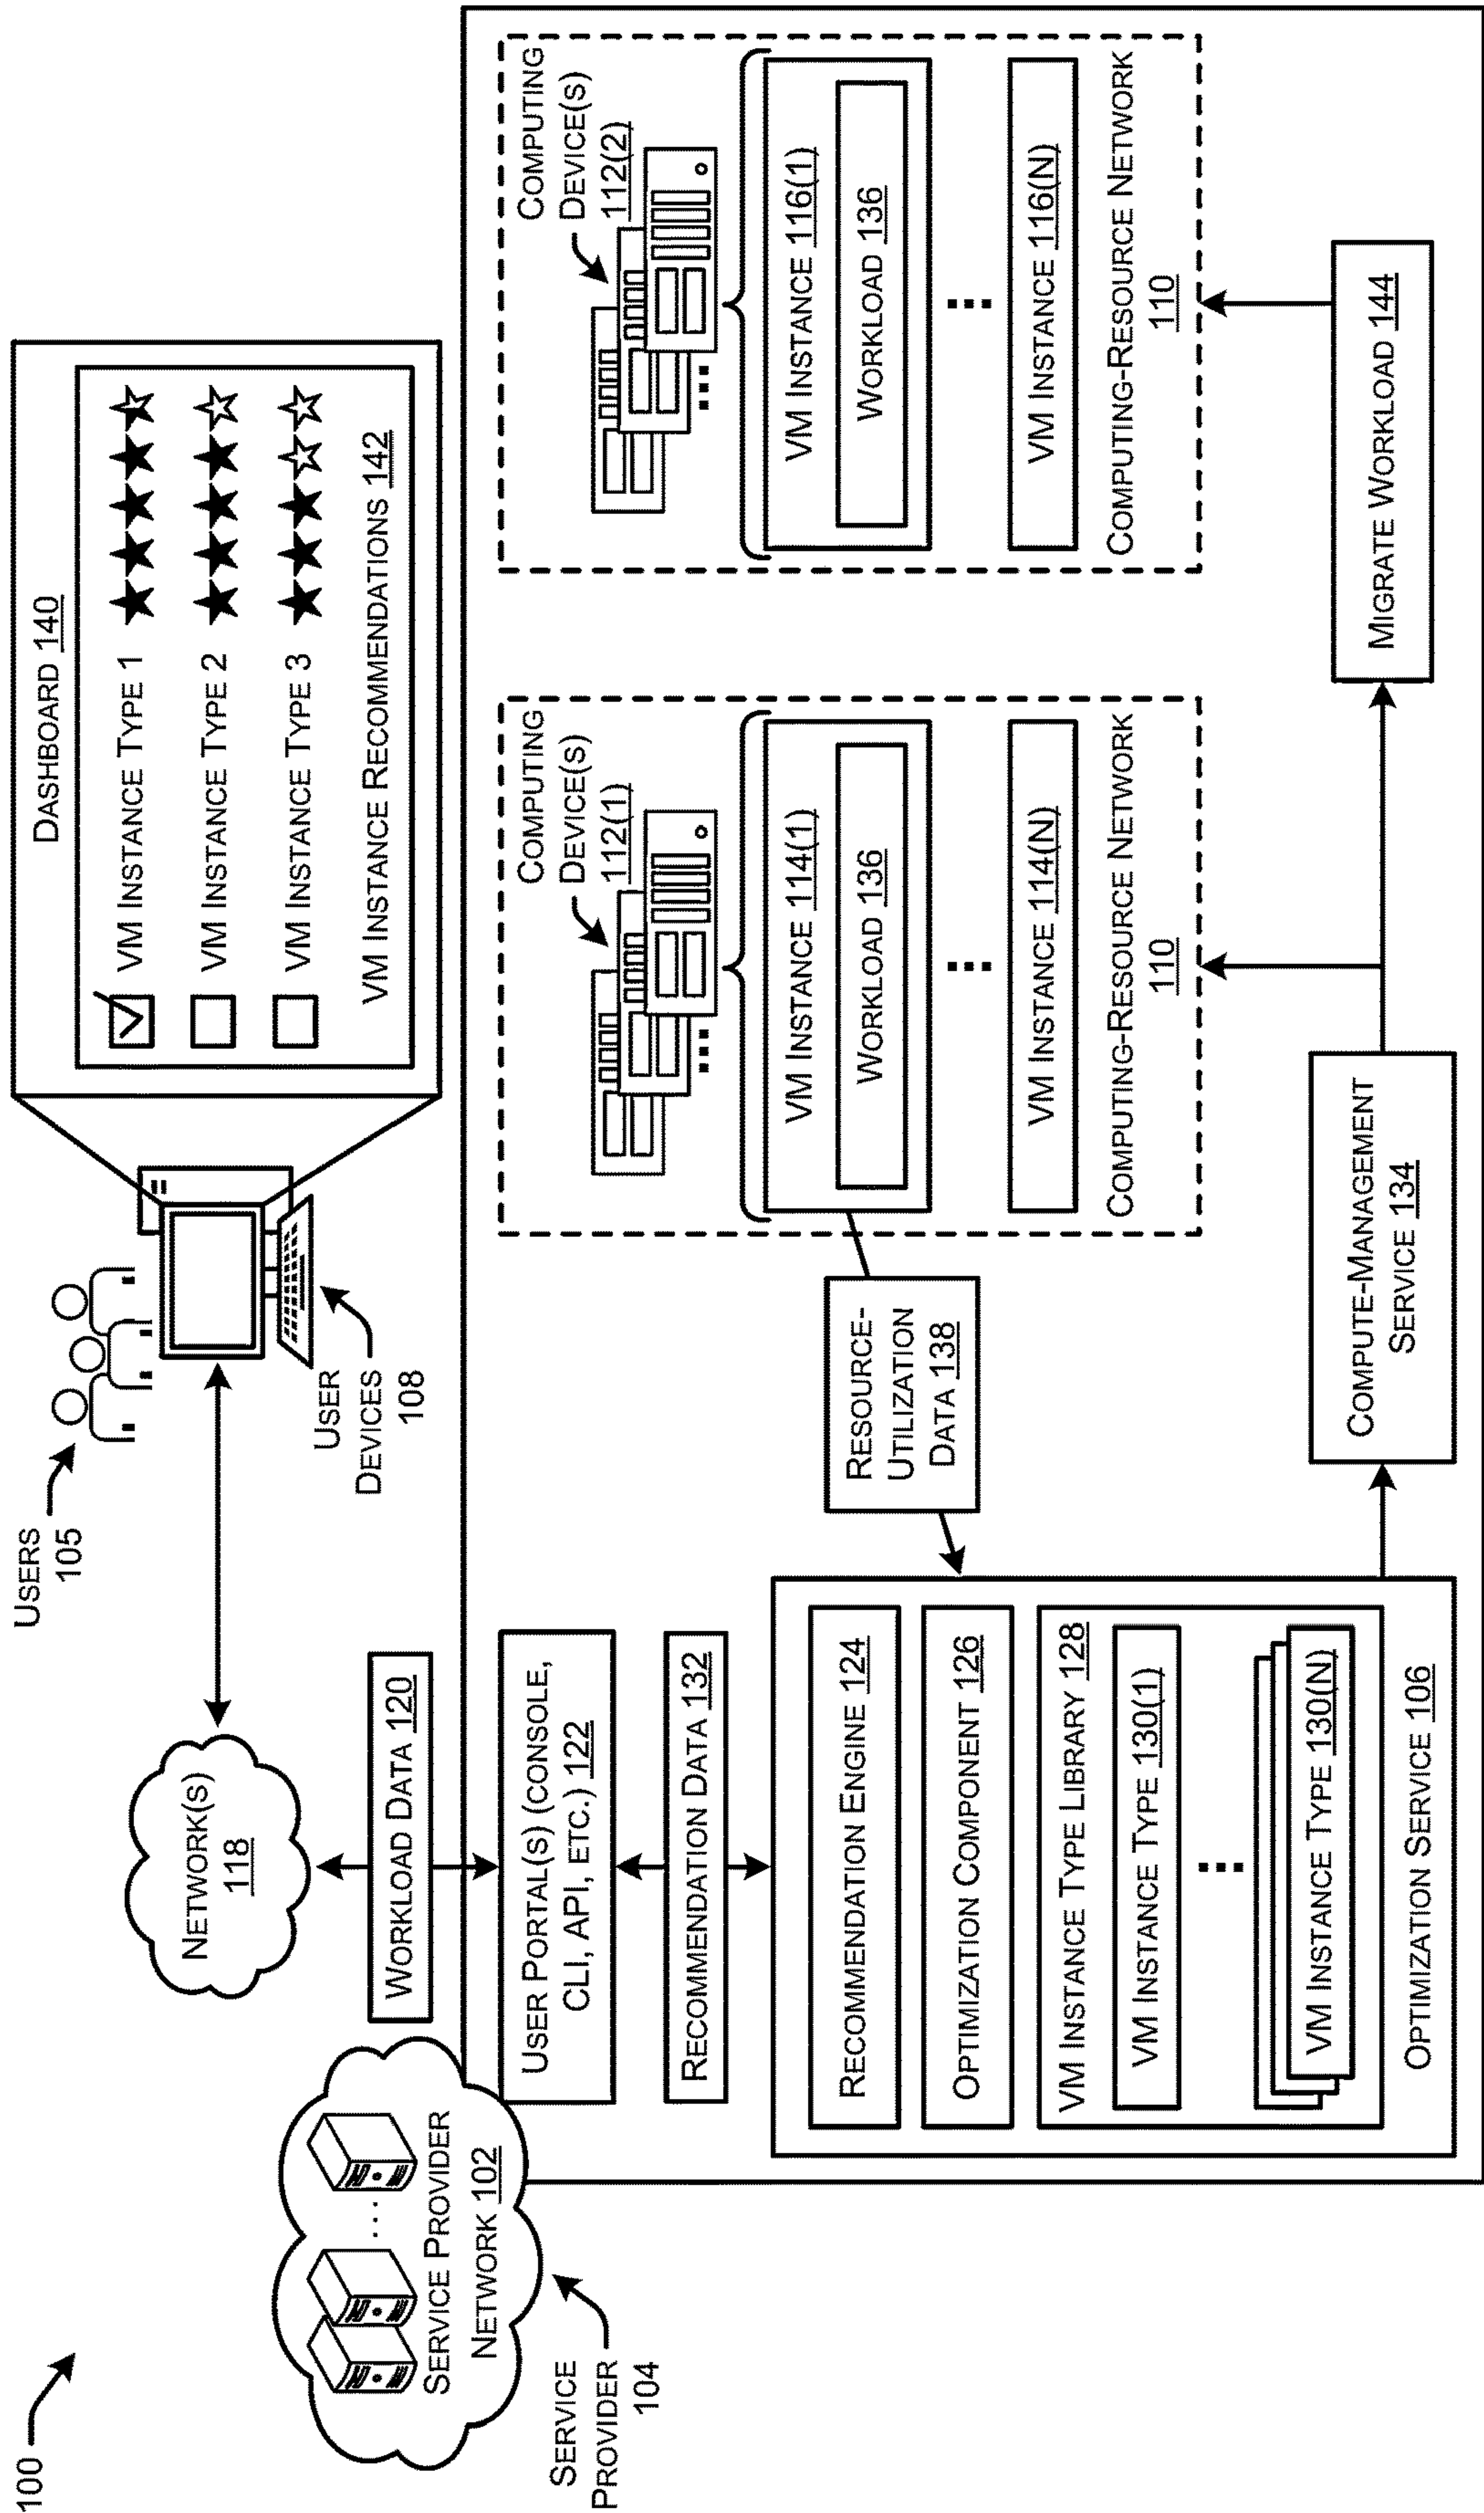 100
SERVICE PROVIDER NETWORK 102
SERVICE
PROVIDER
104
USERS
105
NETWORK(S)
118
USER
DEVICES
108
DASHBOARD 140
VM INSTANCE TYPE 1
VM INSTANCE TYPE 2
VM INSTANCE TYPE 3
VM INSTANCE RECOMMENDATIONS 142
WORKLOAD DATA 120
USER PORTAL(S) (CONSOLE,
CLI, API, ETC.) 122
RECOMMENDATION DATA 132
RECOMMENDATION ENGINE 124
OPTIMIZATION COMPONENT 126
VM INSTANCE TYPE LIBRARY 128
VM INSTANCE TYPE 130(1)
VM INSTANCE TYPE 130(N)
OPTIMIZATION SERVICE 106
RESOURCE-
UTILIZATION
DATA 138
COMPUTING
DEVICE(S)
112(1)
VM INSTANCE 114(1)
WORKLOAD 136
VM INSTANCE 114(N)
COMPUTING-RESOURCE NETWORK
110
COMPUTING
DEVICE(S)
112(2)
VM INSTANCE 116(1)
WORKLOAD 136
VM INSTANCE 116(N)
COMPUTING-RESOURCE NETWORK
110
COMPUTE-MANAGEMENT
SERVICE 134
MIGRATE WORKLOAD 144